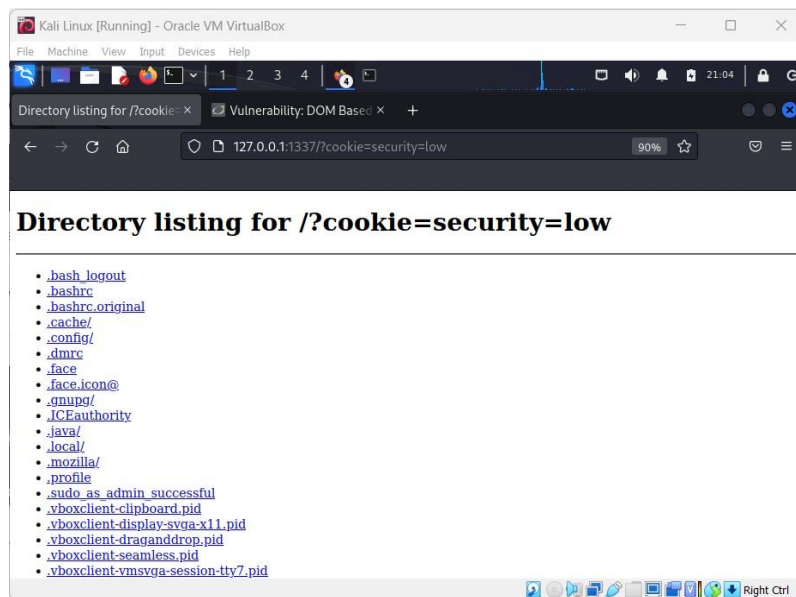 Kali Linux [Running] - Oracle VM VirtualBox
File Machine View Input Devices Help
1 2 3 4 4 21:04
Directory listing for /?cookie= × Vulnerability: DOM Based × +
127.0.0.1:1337/?cookie=security=low 90%
Directory listing for /?cookie=security=low
.bash_logout
.bashrc
.bashrc.original
.cache/
.config/
.dmrc
.face
.face.icon@
.gnupg/
.ICEauthority
.java/
.local/
.mozilla/
.profile
.sudo_as_admin_successful
.vboxclient-clipboard.pid
.vboxclient-display-svga-x11.pid
.vboxclient-draganddrop.pid
.vboxclient-seamless.pid
.vboxclient-vmsvga-session-tty7.pid
Right Ctrl